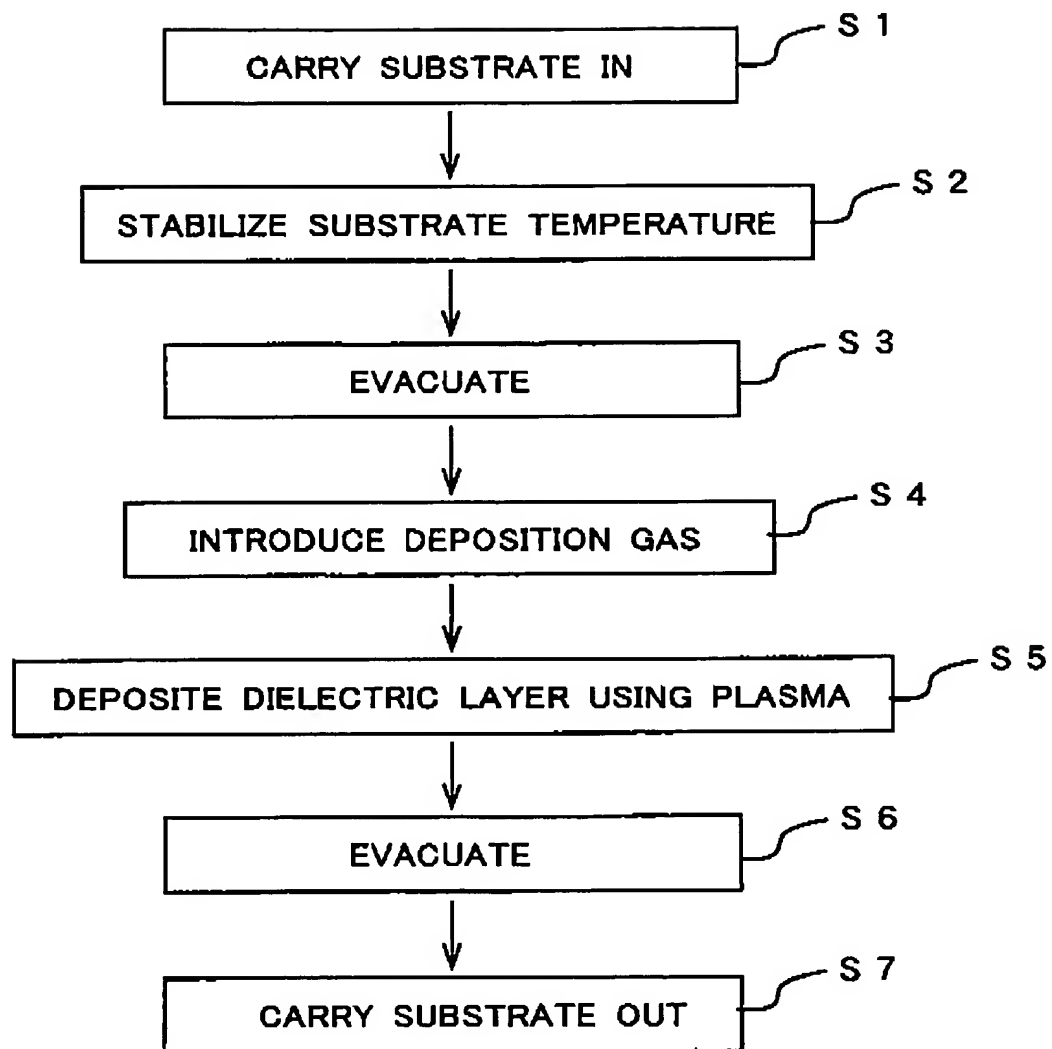 S 1
CARRY SUBSTRATE IN
S 2
STABILIZE SUBSTRATE TEMPERATURE
S 3
EVACUATE
S 4
INTRODUCE DEPOSITION GAS
S 5
DEPOSITE DIELECTRIC LAYER USING PLASMA
S 6
EVACUATE
S 7
CARRY SUBSTRATE OUT